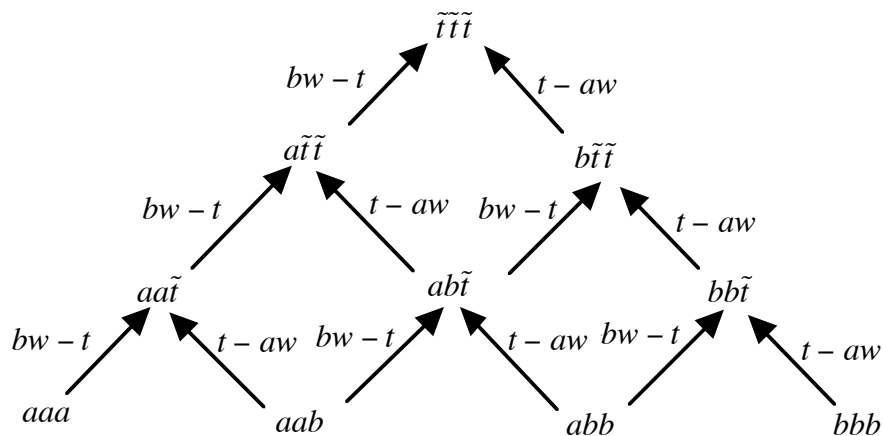 t̃t̃t̃
bw − t t − aw
at̃t̃ bt̃t̃
bw − t t − aw bw − t t − aw
aat̃ abt̃ bbt̃
bw − t t − aw bw − t t − aw bw − t t − aw
aaa aab abb bbb